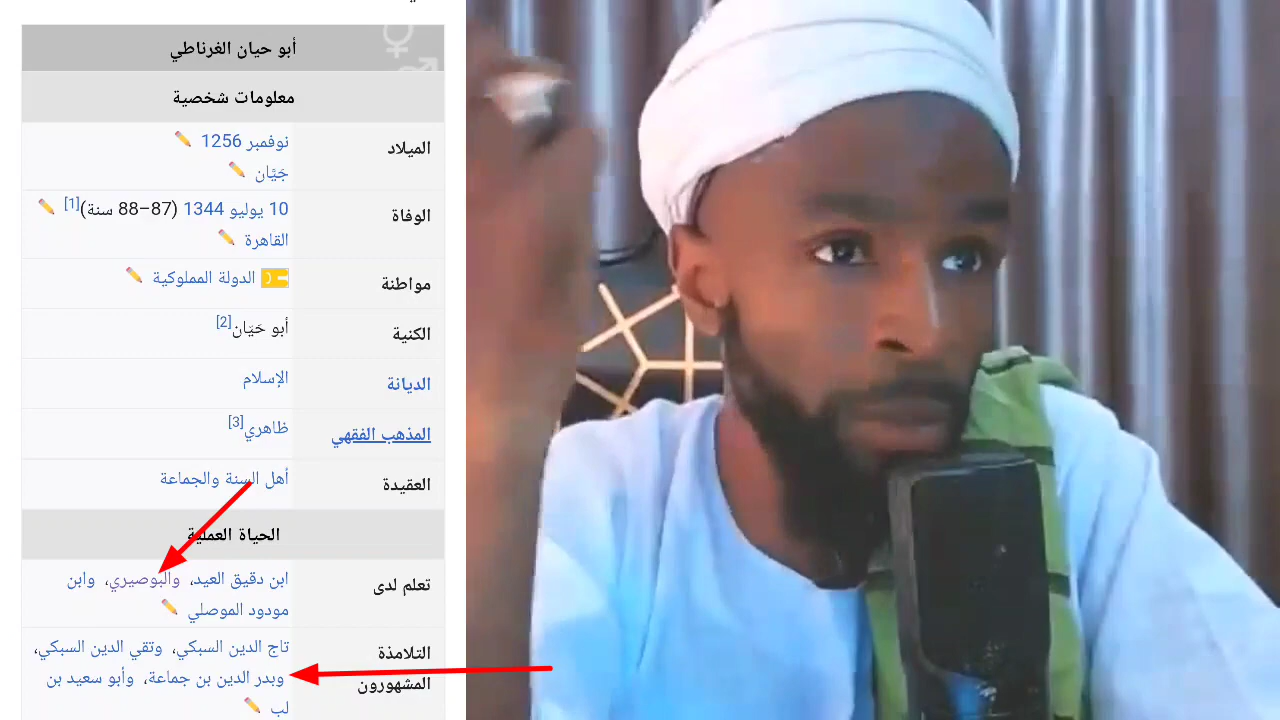 أبو حيان الغرناطي
معلومات شخصية
الميلاد
نوفمبر 1256
جَيَّان
الوفاة
10 يوليو 1344 (87–88 سنة)[1]
القاهرة
مواطنة
الدولة المملوكية
الكنية
أبو حَيّان[2]
الديانة
الإسلام
المذهب الفقهي
ظاهري[3]
العقيدة
أهل السنة والجماعة
الحياة العملية
تعلم لدى
ابن دقيق العيد، والبوصيري، وابن
مودود الموصلي
التلامذة
المشهورون
تاج الدين السبكي، وتقي الدين السبكي،
وبدر الدين بن جماعة، وأبو سعيد بن
لب